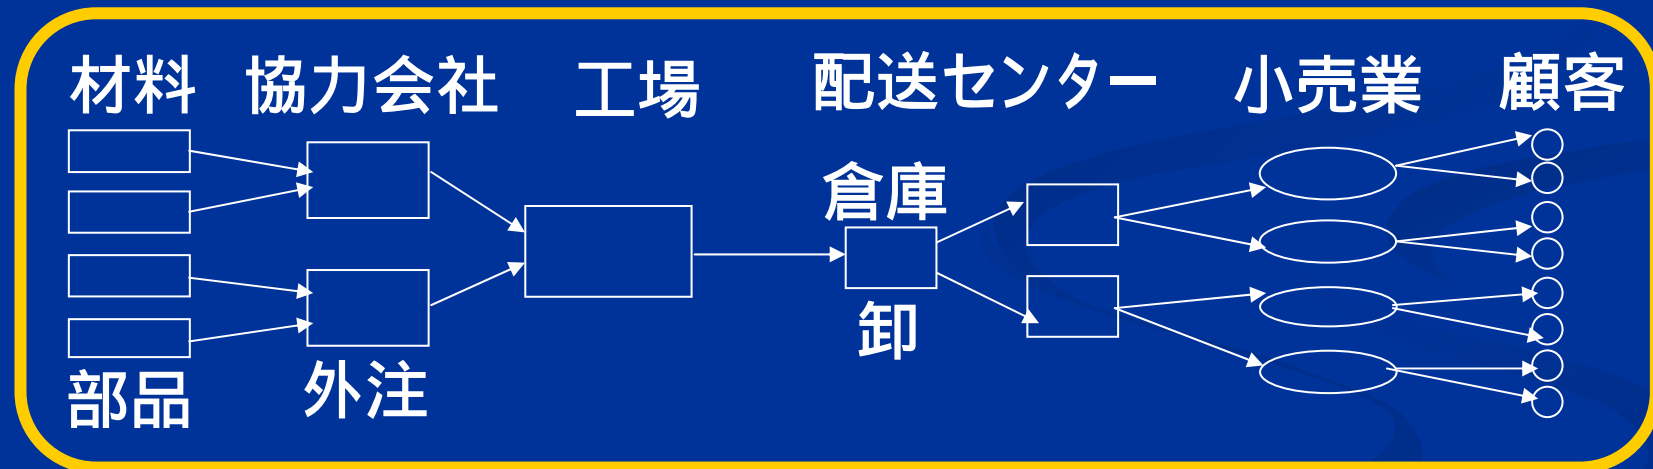 材料
協力会社
工場
配送センター
小売業
顧客
倉庫
卸
部品
外注